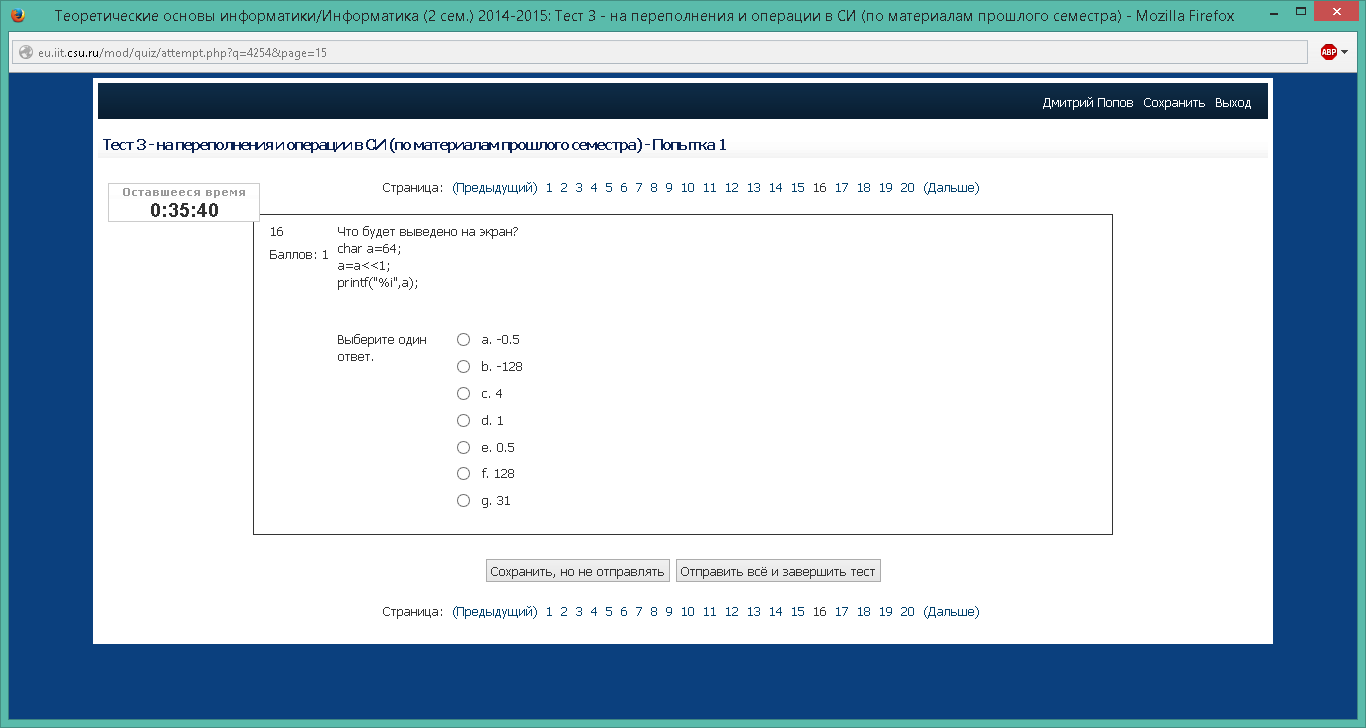 Теоретические основы информатики/Информатика (2 сем.) 2014-2015: Тест 3 - на переполнения и операции в СИ (по материалам прошлого семестра) - Mozilla Firefox
eu.iit.csu.ru/mod/quiz/attempt.php?q=4254&page=15
ABP
Дмитрий Попов Сохранить Выход
Тест 3 - на переполнения и операции в СИ (по материалам прошлого семестра) - Попытка 1
Оставшееся время
0:35:40
Страница: (Предыдущий) 1 2 3 4 5 6 7 8 9 10 11 12 13 14 15 16 17 18 19 20 (Дальше)
16
Баллов: 1
Что будет выведено на экран?
char a=64;
a=a<<1;
printf("%i",a);
Выберите один
ответ.
a. -0.5
b. -128
c. 4
d. 1
e. 0.5
f. 128
g. 31
Сохранить, но не отправлять Отправить всё и завершить тест
Страница: (Предыдущий) 1 2 3 4 5 6 7 8 9 10 11 12 13 14 15 16 17 18 19 20 (Дальше)